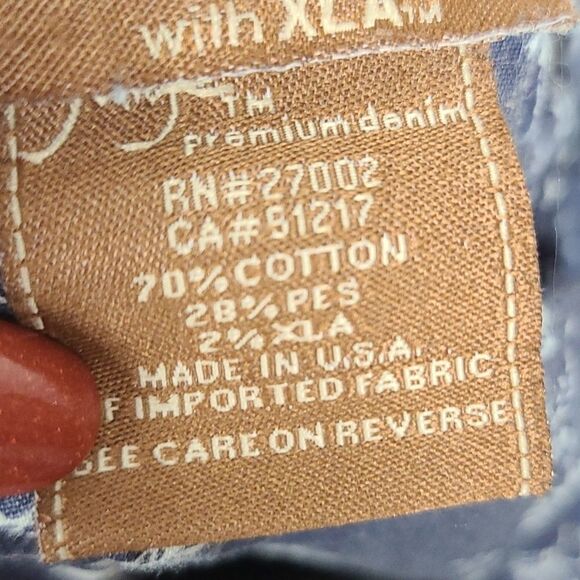 with XLA™
TM
premium denim
RN#27002
CA#51217
70% COTTON
28% PES
2% XLA
MADE IN U.S.A.
F IMPORTED FABRIC
SEE CARE ON REVERSE